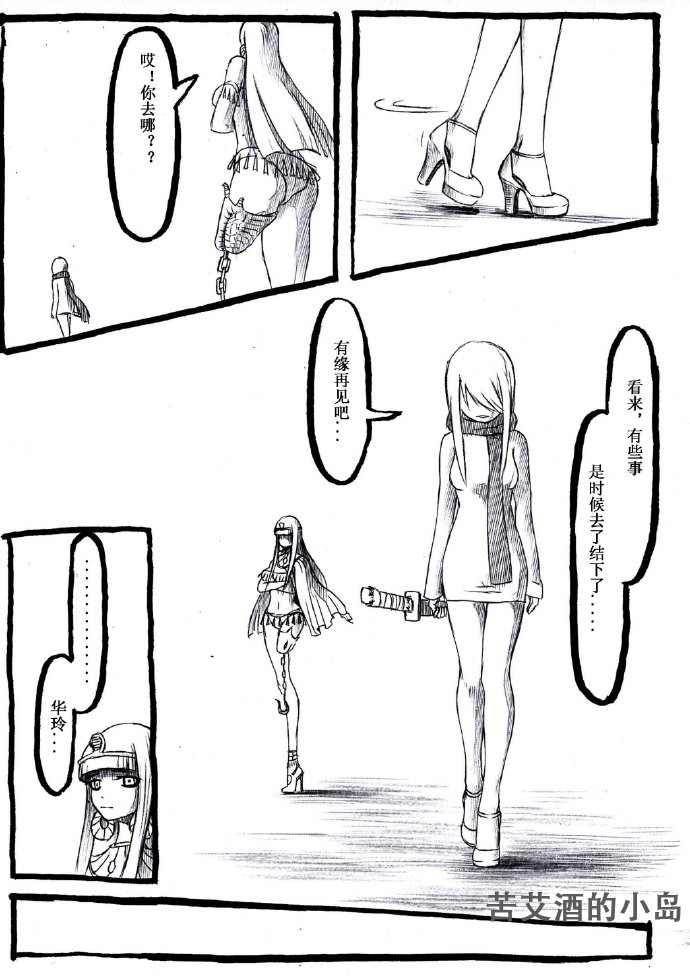 哎！你去哪？？
看来，有些事
是时候去了结下了......
有缘再见吧...
............
华玲...
苦艾酒的小岛